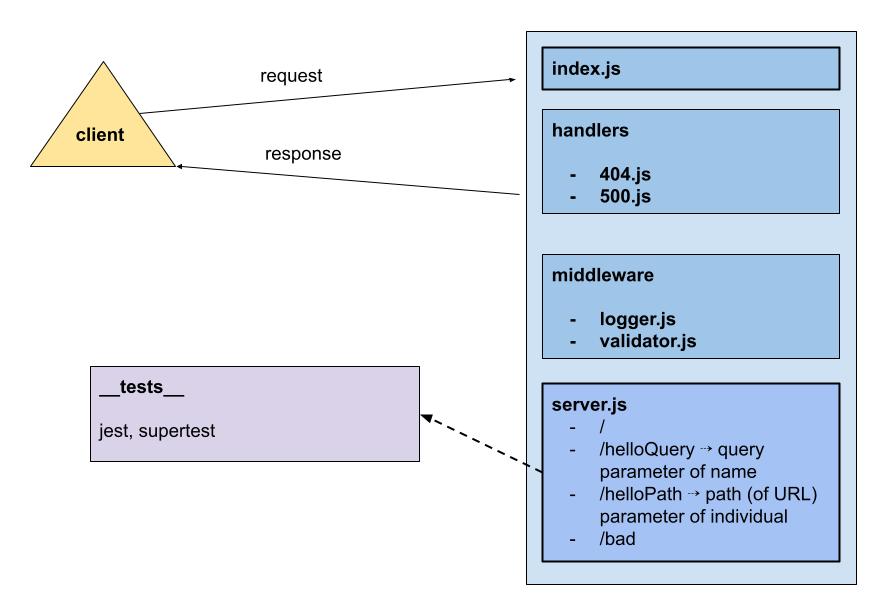 request
index.js
client
handlers
- 404.js
- 500.js
response
middleware
- logger.js
- validator.js
__tests__
jest, supertest
server.js
- /
- /helloQuery ⇢ query
parameter of name
- /helloPath ⇢ path (of URL)
parameter of individual
- /bad